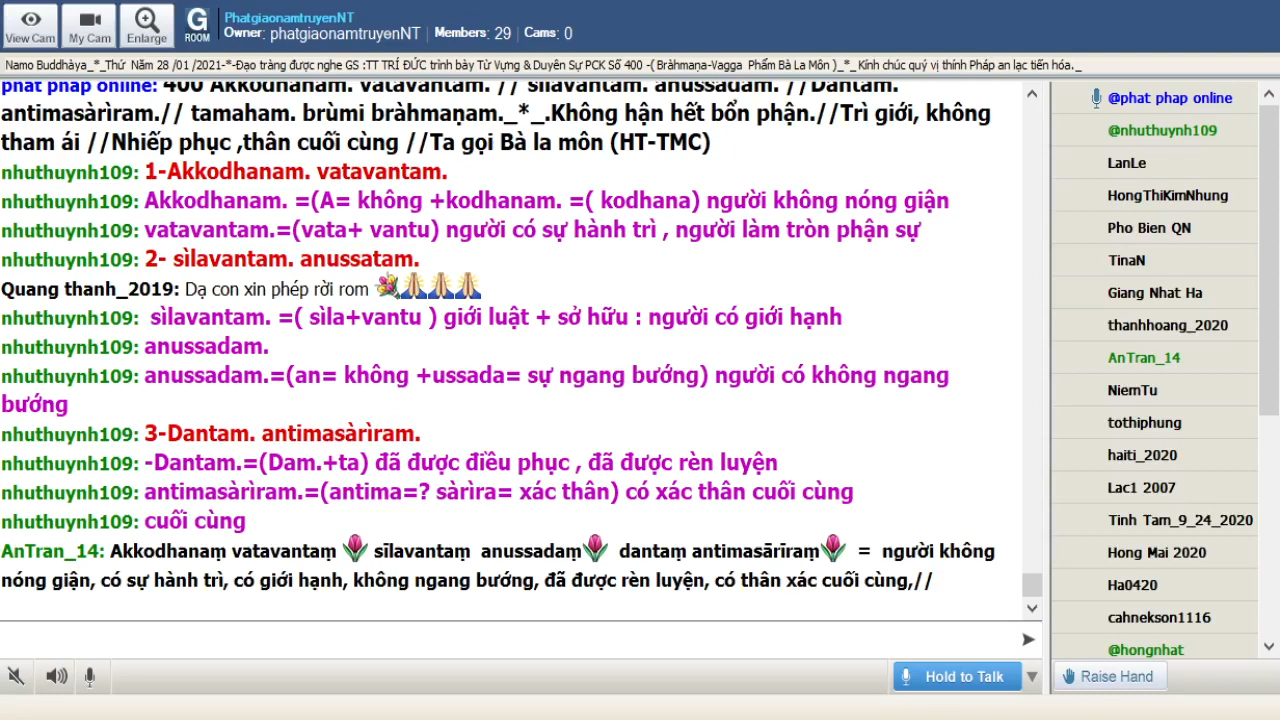 View Cam
My Cam
Enlarge
G
ROOM
PhatgiaonamtruyenNT
Owner: phatgiaonamtruyenNT | Members: 29 | Cams: 0
Namo Buddhàya_*_Thứ Năm 28 /01 /2021-*-Đạo tràng được nghe GS :TT TRÍ ĐỨC trình bày Từ Vựng & Duyên Sự PCK Số 400 -( Bràhmaṇa-Vagga Phẩm Bà La Môn )_*_ Kính chúc quý vị thính Pháp an lạc tiến hóa._
phat phap online: 400 Akkodhanam. vatavantam. // sìlavantam. anussadam. //Dantam.
antimasàrìram.// tamaham. brùmi bràhmaṇam._*_.Không hận hết bổn phận.//Trì giới, không
tham ái //Nhiếp phục ,thân cuối cùng //Ta gọi Bà la môn (HT-TMC)
nhuthuynh109: 1-Akkodhanam. vatavantam.
nhuthuynh109: Akkodhanam. =(A= không +kodhanam. =( kodhana) người không nóng giận
nhuthuynh109: vatavantam.=(vata+ vantu) người có sự hành trì , người làm tròn phận sự
nhuthuynh109: 2- sìlavantam. anussatam.
Quang thanh_2019: Dạ con xin phép rởi rom
nhuthuynh109: sìlavantam. =( sìla+vantu ) giới luật + sở hữu : người có giới hạnh
nhuthuynh109: anussadam.
nhuthuynh109: anussadam.=(an= không +ussada= sự ngang bướng) người có không ngang
bướng
nhuthuynh109: 3-Dantam. antimasàrìram.
nhuthuynh109: -Dantam.=(Dam.+ta) đã được điều phục , đã được rèn luyện
nhuthuynh109: antimasàrìram.=(antima=? sàrìra= xác thân) có xác thân cuối cùng
nhuthuynh109: cuối cùng
AnTran_14: Akkodhanaṃ vatavantaṃ sīlavantaṃ anussadaṃ dantaṃ antimasārīraṃ = người không
nóng giận, có sự hành trì, có giới hạnh, không ngang bướng, đã được rèn luyện, có thân xác cuối cùng,//
Hold to Talk
@phat phap online
@nhuthuynh109
LanLe
HongThiKimNhung
Pho Bien QN
TinaN
Giang Nhat Ha
thanhhoang_2020
AnTran_14
NiemTu
tothiphung
haiti_2020
Lac1 2007
Tinh Tam_9_24_2020
Hong Mai 2020
Ha0420
cahnekson1116
@hongnhat
Raise Hand